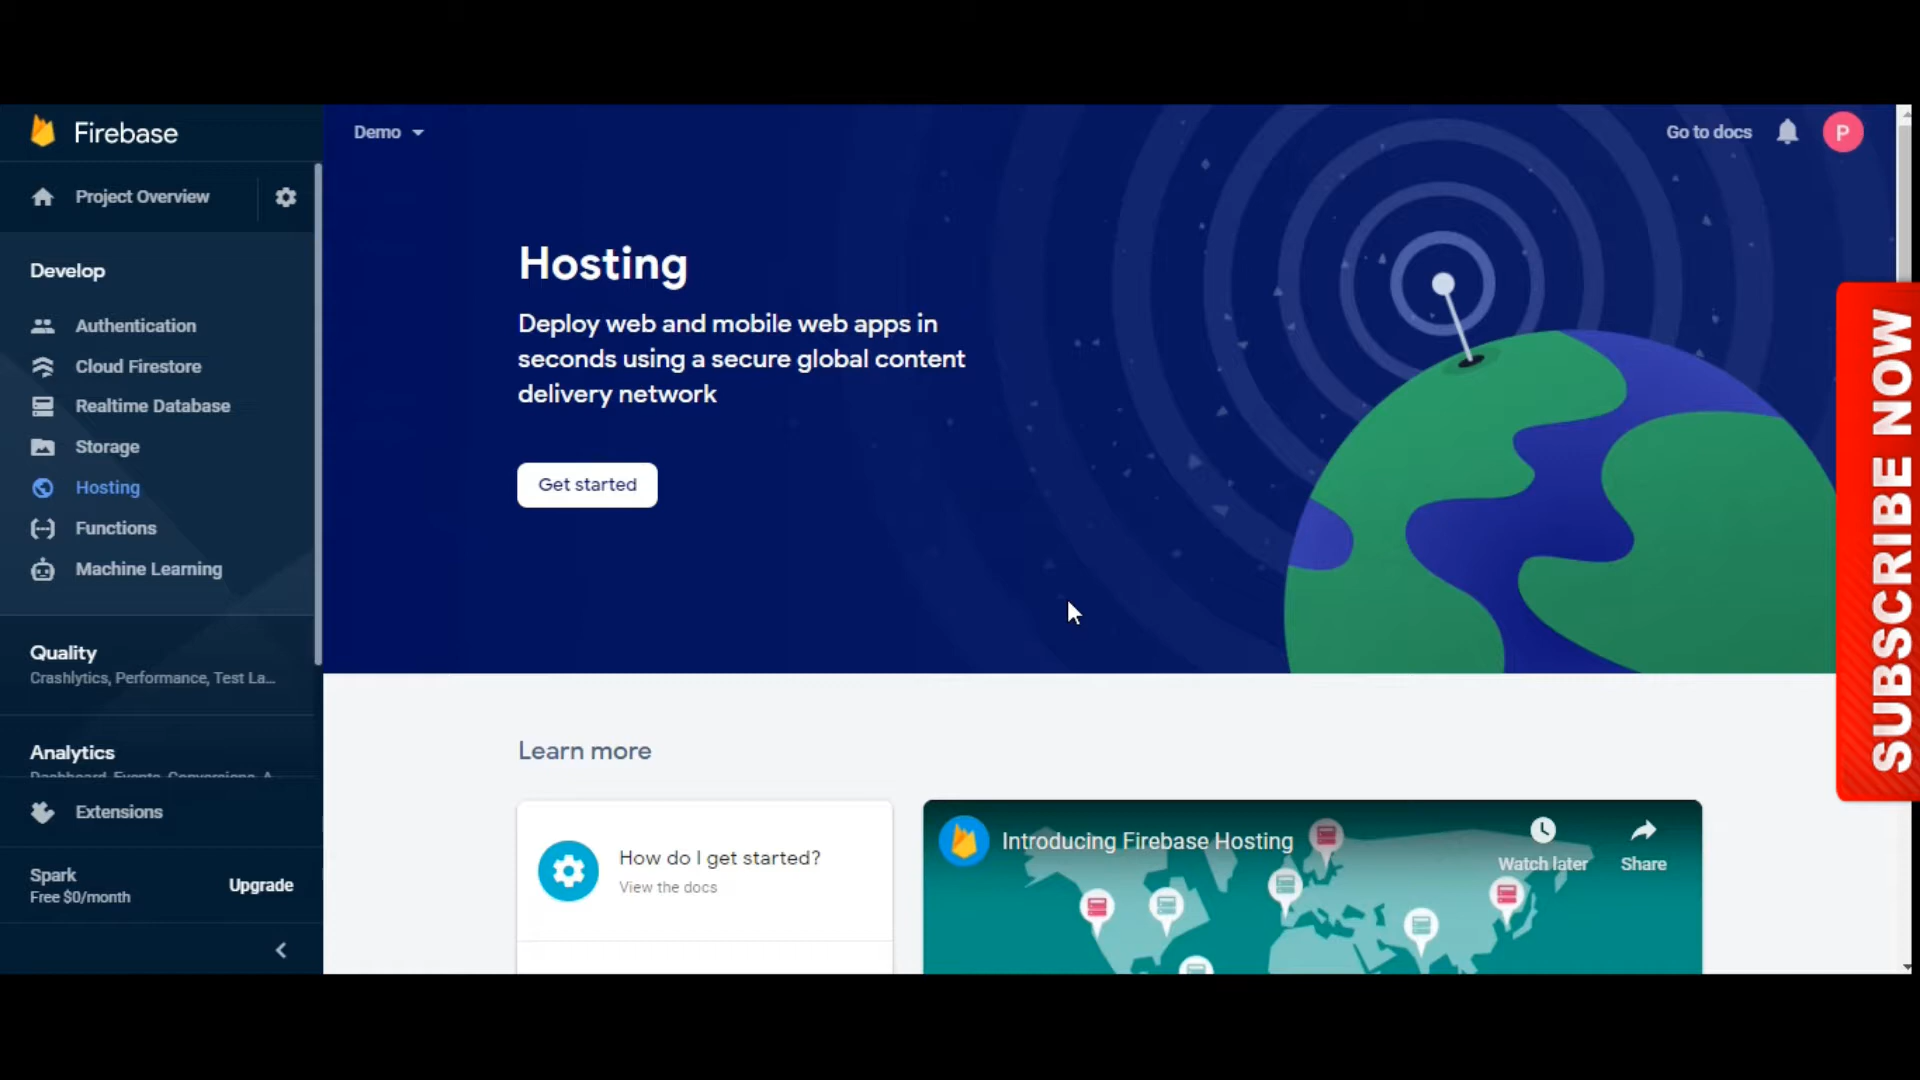 Firebase
Demo
Go to docs
P
Project Overview
Develop
Authentication
Cloud Firestore
Realtime Database
Storage
Hosting
Functions
Machine Learning
Quality
Crashlytics, Performance, Test La...
Analytics
Dashboard, Events, Conversions, A...
Extensions
Spark
Free $0/month
Upgrade
Hosting
Deploy web and mobile web apps in
seconds using a secure global content
delivery network
Get started
Learn more
How do I get started?
View the docs
Introducing Firebase Hosting
Watch later
Share
SUBSCRIBE NOW